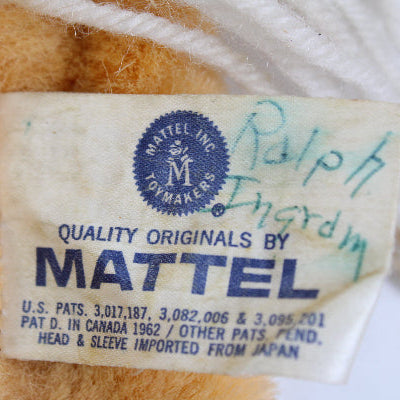 MATTEL INC
M
TOYMAKERS
®
Ralph
Ingram
QUALITY ORIGINALS BY
MATTEL
U.S. PATS. 3,017,187, 3,082,006 & 3,095,201
PAT D. IN CANADA 1962 / OTHER PATS. PEND.
HEAD & SLEEVE IMPORTED FROM JAPAN